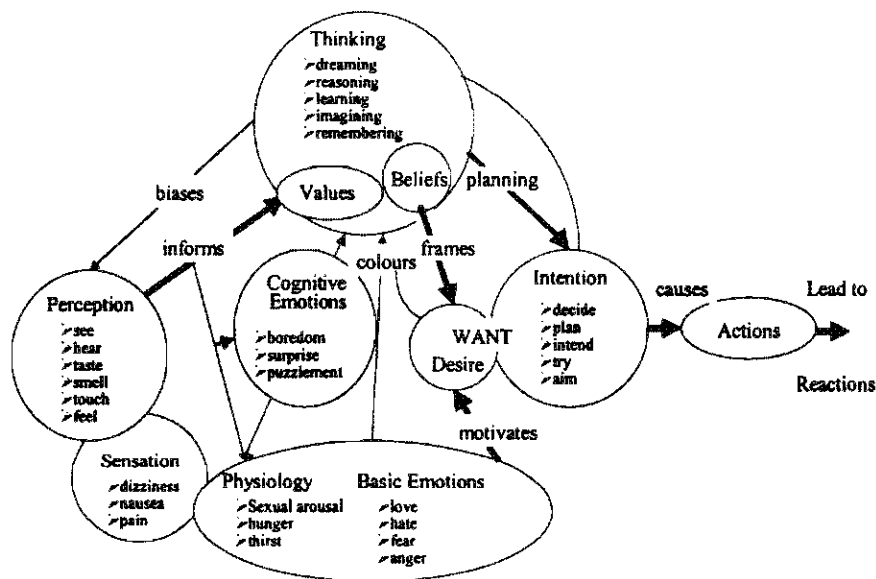 Thinking
➢dreaming
➢reasoning
➢learning
➢imagining
➢remembering
Values
Beliefs
biases
planning
informs
frames
colours
Perception
➢see
➢hear
➢taste
➢smell
➢touch
➢feel
Cognitive
Emotions
➢boredom
➢surprise
➢puzzlement
WANT
Desire
Intention
➢decide
➢plan
➢intend
➢try
➢aim
causes
Actions
Lead to
Reactions
motivates
Sensation
➢dizziness
➢nausea
➢pain
Physiology
➢Sexual arousal
➢hunger
➢thirst
Basic Emotions
➢love
➢hate
➢fear
➢anger